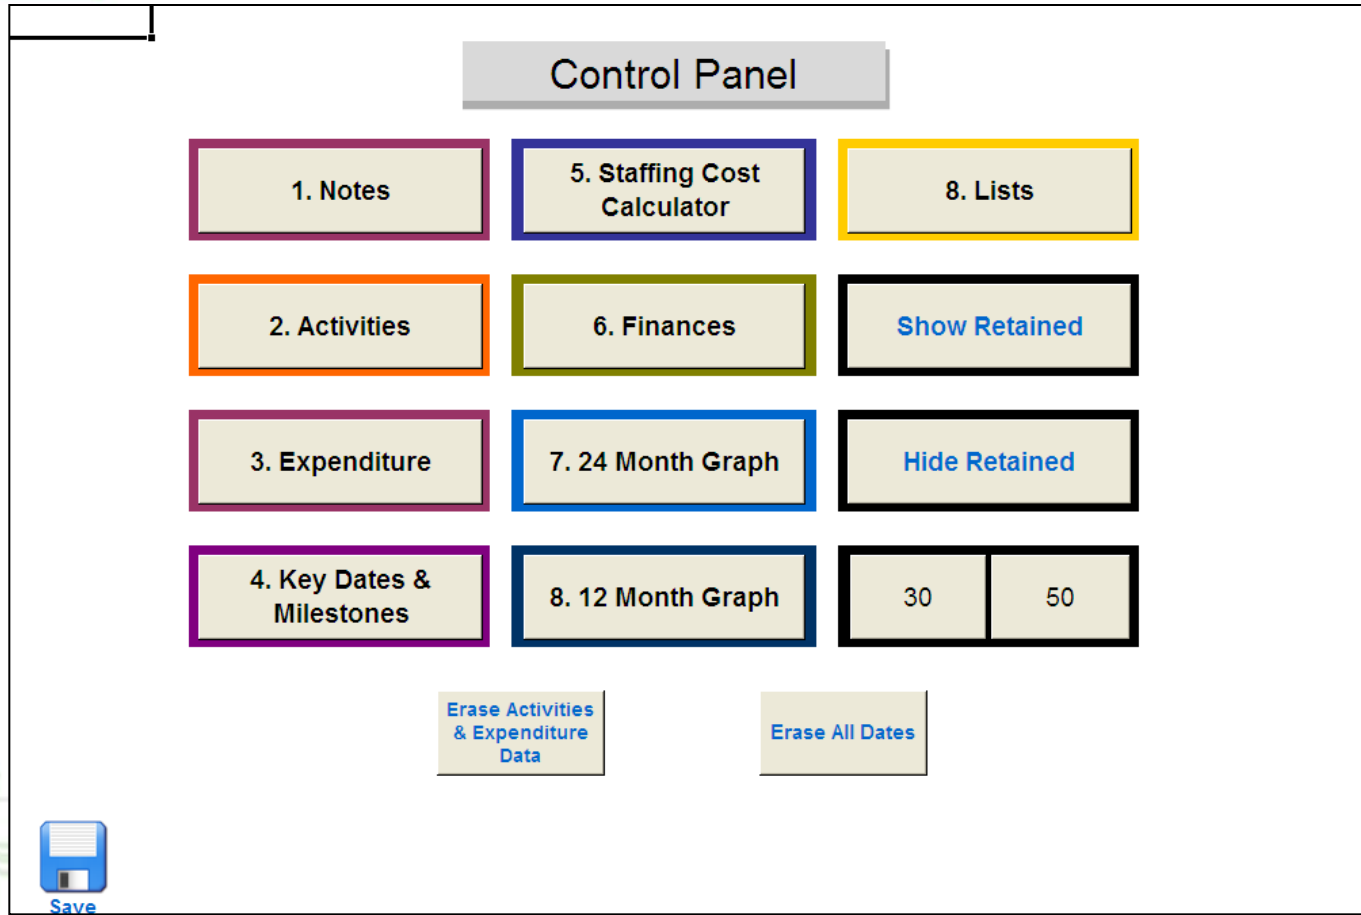 Control Panel
1. Notes
5. Staffing Cost
Calculator
8. Lists
2. Activities
6. Finances
Show Retained
3. Expenditure
7. 24 Month Graph
Hide Retained
4. Key Dates &
Milestones
8. 12 Month Graph
30
50
Erase Activities
& Expenditure
Data
Erase All Dates
Save